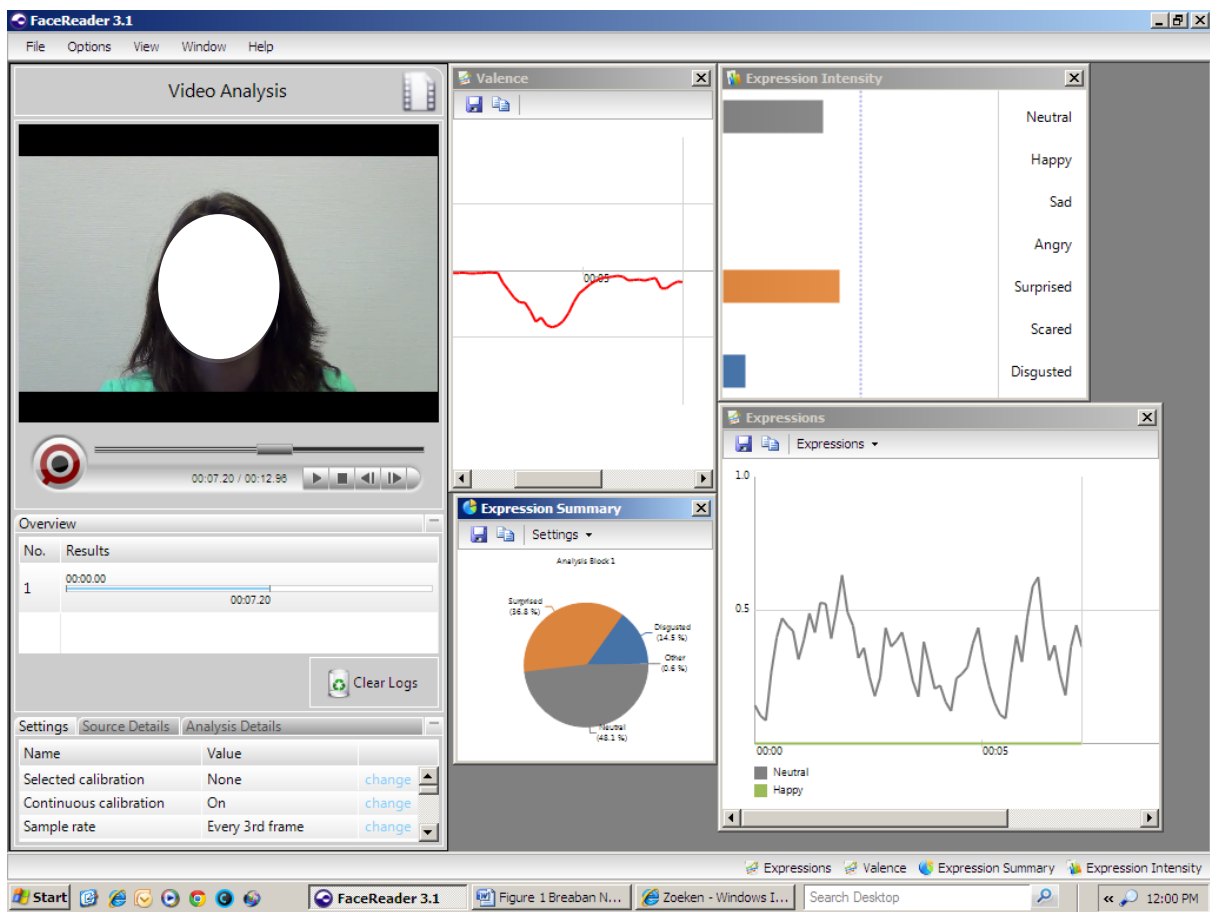 FaceReader 3.1
File Options View Window Help
Video Analysis
00:07.20 / 00:12.96
Overview
No. Results
1 00:00.00
00:07.20
Clear Logs
Settings Source Details Analysis Details
Name Value
Selected calibration None change
Continuous calibration On change
Sample rate Every 3rd frame change
Valence
00:05
Expression Summary
Settings
Analysis Block 1
Surprised
(36.8 %)
Disgusted
(14.5 %)
Other
(0.6 %)
Neutral
(48.1 %)
Expression Intensity
Neutral
Happy
Sad
Angry
Surprised
Scared
Disgusted
Expressions
Expressions
1.0
0.5
00:00 00:05
Neutral
Happy
Expressions Valence Expression Summary Expression Intensity
Start FaceReader 3.1 Figure 1 Breaban N... Zoeken - Windows I... Search Desktop 12:00 PM